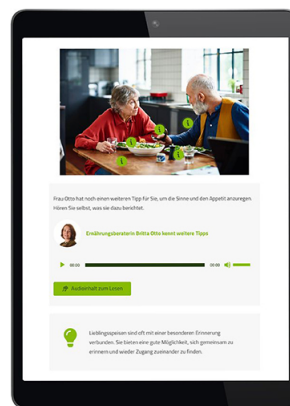 Frau Otto hat noch einen weiteren Tipp für Sie, um die Sinne und den Appetit anzuregen.
Hören Sie selbst, was sie dazu berichtet.
Ernährungsberaterin Britta Otto kennt weitere Tipps
00:00
Audioinhalt zum Lesen
Lieblingsspeisen sind oft mit einer besonderen Erinnerung
verbunden. Sie bieten eine gute Möglichkeit, sich gemeinsam zu
erinnern und wieder Zugang zueinander zu finden.